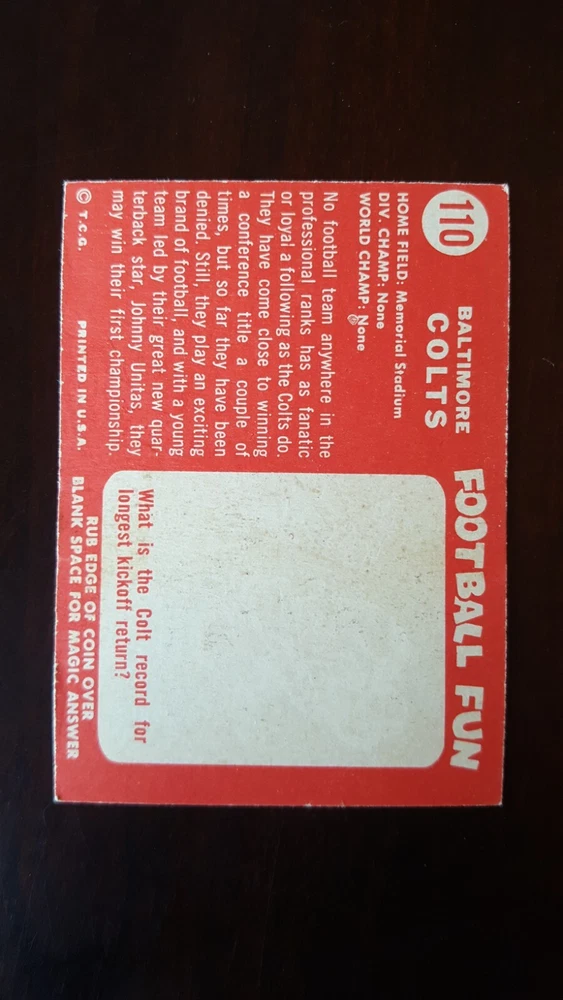 110
BALTIMORE
COLTS
HOME FIELD: Memorial Stadium
DIV. CHAMP: None
WORLD CHAMP: None
No football team anywhere in the
professional ranks has as fanatic
or loyal a following as the Colts do.
They have come close to winning
a conference title a couple of
times, but so far they have been
denied. Still, they play an exciting
brand of football, and with a young
team led by their great new quar-
terback star, Johnny Unitas, they
may win their first championship.
© T.C.G. PRINTED IN U.S.A.
FOOTBALL FUN
What is the Colt record for
longest kickoff return?
RUB EDGE OF COIN OVER
BLANK SPACE FOR MAGIC ANSWER